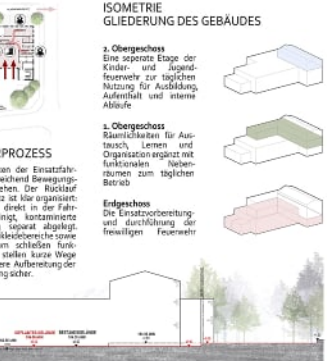 ISOMETRIE
GLIEDERUNG DES GEBÄUDES
2. Obergeschoss
Eine seperate Etage der
Kinder- und Jugend-
feuerwehr zur täglichen
Nutzung für Ausbildung,
Aufenthalt und interne
Abläufe
1. Obergeschoss
Räumlichkeiten für Aus-
tausch, Lernen und
Organisation ergänzt mit
funktionalen Neben-
räumen zum täglichen
Betrieb
Erdgeschoss
Die Einsatzvorbereitung-
und durchführung der
freiwilligen Feuerwehr
RPROZESS
ken der Einsatzfahr-
reichend Bewegungs-
ehen. Der Rücklauf
z ist klar organisiert:
direkt in der Fahr-
inigt, kontaminierte
separat abgelegt.
kleidebereiche sowie
um schließen funk-
stellen kurze Wege
ere Aufbereitung der
ng sicher.